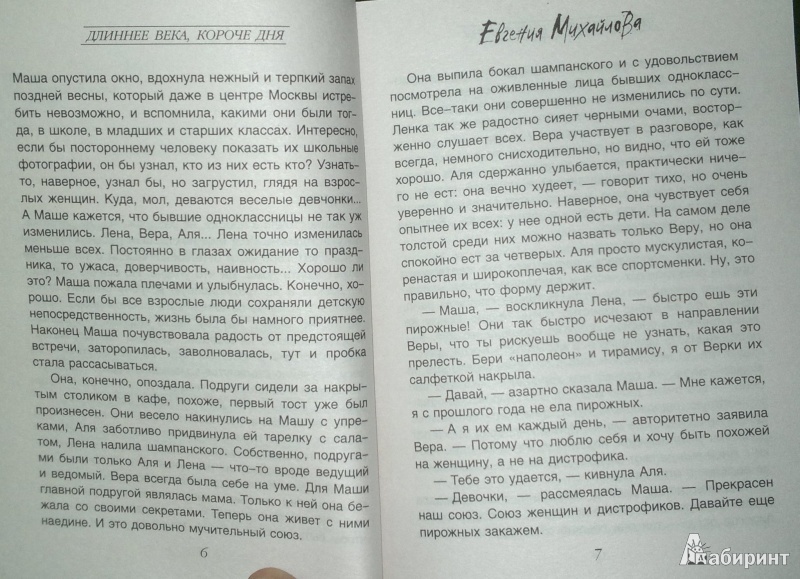 ДЛИННЕЕ ВЕКА, КОРОЧЕ ДНЯ
Маша опустила окно, вдохнула нежный и терпкий запах
поздней весны, который даже в центре Москвы истре-
бить невозможно, и вспомнила, какими они были тог-
да, в школе, в младших и старших классах. Интересно,
если бы постороннему человеку показать их школьные
фотографии, он бы узнал, кто из них есть кто? Узнать-
то, наверное, узнал бы, но загрустил, глядя на взрос-
лых женщин. Куда, мол, деваются веселые девчонки...
А Маше кажется, что бывшие одноклассницы не так уж
изменились. Лена, Вера, Аля... Лена точно изменилась
меньше всех. Постоянно в глазах ожидание то празд-
ника, то ужаса, доверчивость, наивность... Хорошо ли
это? Маша пожала плечами и улыбнулась. Конечно, хо-
рошо. Если бы все взрослые люди сохраняли детскую
непосредственность, жизнь была бы намного приятнее.
Наконец Маша почувствовала радость от предстоящей
встречи, заторопилась, заволновалась, тут и пробка
стала рассасываться.
Она, конечно, опоздала. Подруги сидели за накры-
тым столиком в кафе, похоже, первый тост уже был
произнесен. Они весело накинулись на Машу с упре-
ками, Аля заботливо придвинула ей тарелку с сала-
том, Лена налила шампанского. Собственно, подруга-
ми были только Аля и Лена — что-то вроде ведущий
и ведомый. Вера всегда была себе на уме. Для Маши
главной подругой являлась мама. Только к ней она бе-
жала со своими секретами. Теперь она живет с ними
наедине. И это довольно мучительный союз.
6
Евгения Михайлова
Она выпила бокал шампанского и с удовольствием
посмотрела на оживленные лица бывших однокласс-
ниц. Все-таки они совершенно не изменились по сути.
Ленка так же радостно сияет черными очами, востор-
женно слушает всех. Вера участвует в разговоре, как
всегда, немного снисходительно, но видно, что ей тоже
хорошо. Аля сдержанно улыбается, практически ниче-
го не ест: она вечно худеет, — говорит тихо, но очень
уверенно и значительно. Наверное, она чувствует себя
опытнее их всех: у нее одной есть дети. На самом деле
толстой среди них можно назвать только Веру, но она
спокойно ест за четверых. Аля просто мускулистая, ко-
ренастая и широкоплечая, как все спортсменки. Ну, это
правильно, что форму держит.
— Маша, — воскликнула Лена, — быстро ешь эти
пирожные! Они так быстро исчезают в направлении
Веры, что ты рискуешь вообще не узнать, какая это
прелесть. Бери «наполеон» и тирамису, я от Верки их
салфеткой накрыла.
— Давай, — азартно сказала Маша. — Мне кажется,
я с прошлого года не ела пирожных.
— А я их ем каждый день, — авторитетно заявила
Вера. — Потому что люблю себя и хочу быть похожей
на женщину, а не на дистрофика.
— Тебе это удается, — кивнула Аля.
— Девочки, — рассмеялась Маша. — Прекрасен
наш союз. Союз женщин и дистрофиков. Давайте еще
пирожных закажем.
7
Лабиринт